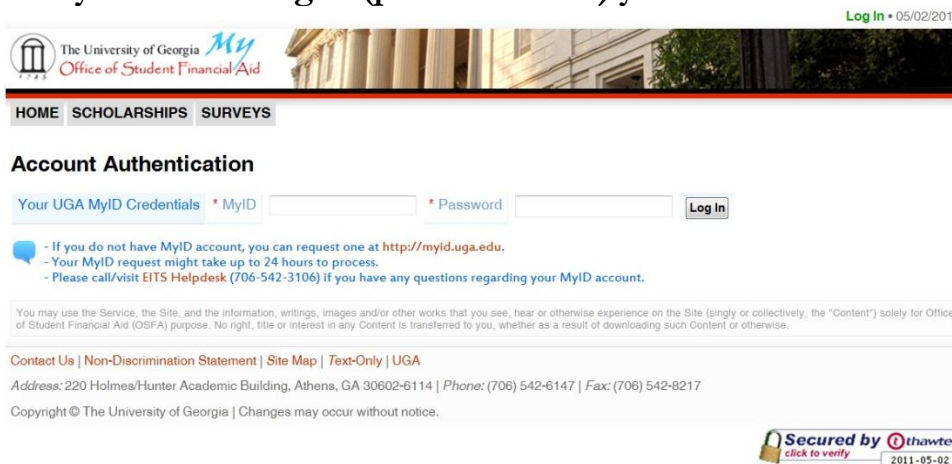 Log In • 05/02/201
The University of Georgia My
Office of Student Financial Aid
1785
HOME SCHOLARSHIPS SURVEYS
Account Authentication
Your UGA MyID Credentials * MyID * Password Log In
- If you do not have MyID account, you can request one at http://myid.uga.edu.
- Your MyID request might take up to 24 hours to process.
- Please call/visit EITS Helpdesk (706-542-3106) if you have any questions regarding your MyID account.
You may use the Service, the Site, and the information, writings, images and/or other works that you see, hear or otherwise experience on the Site (singly or collectively, the "Content") solely for Office
of Student Financial Aid (OSFA) purpose. No right, title or interest in any Content is transferred to you, whether as a result of downloading such Content or otherwise.
Contact Us | Non-Discrimination Statement | Site Map | Text-Only | UGA
Address: 220 Holmes/Hunter Academic Building, Athens, GA 30602-6114 | Phone: (706) 542-6147 | Fax: (706) 542-8217
Copyright © The University of Georgia | Changes may occur without notice.
Secured by thawte
click to verify
2011-05-02